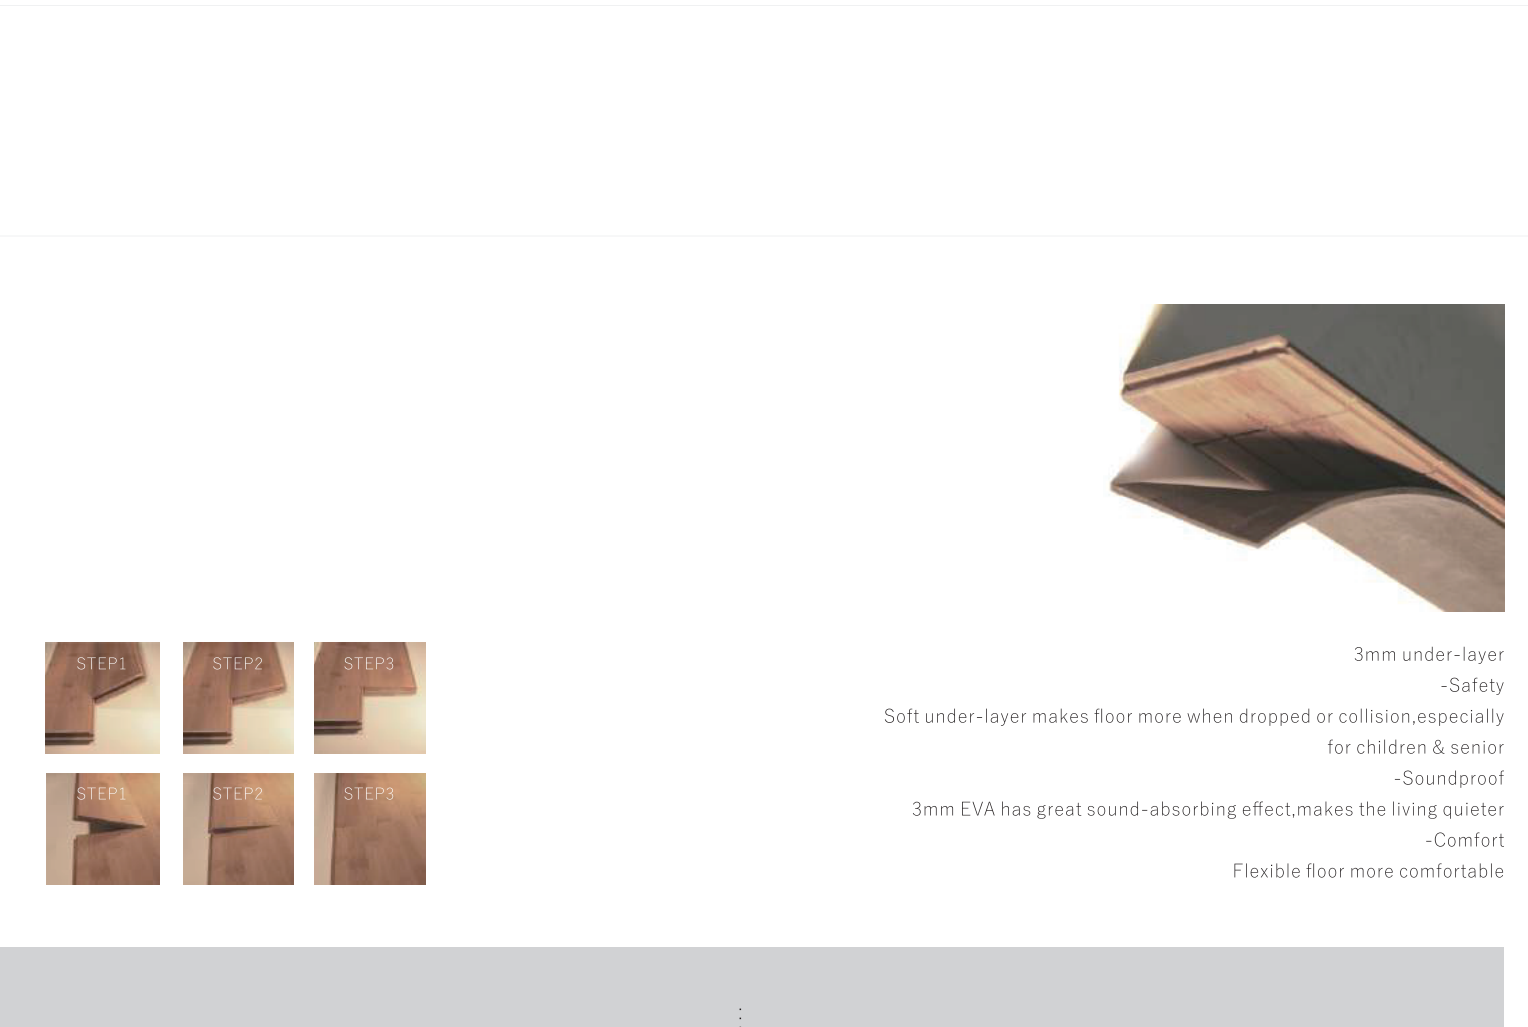 STEP1
STEP2
STEP3
STEP1
STEP2
STEP3
3mm under-layer
-Safety
Soft under-layer makes floor more when dropped or collision,especially
for children & senior
-Soundproof
3mm EVA has great sound-absorbing effect,makes the living quieter
-Comfort
Flexible floor more comfortable